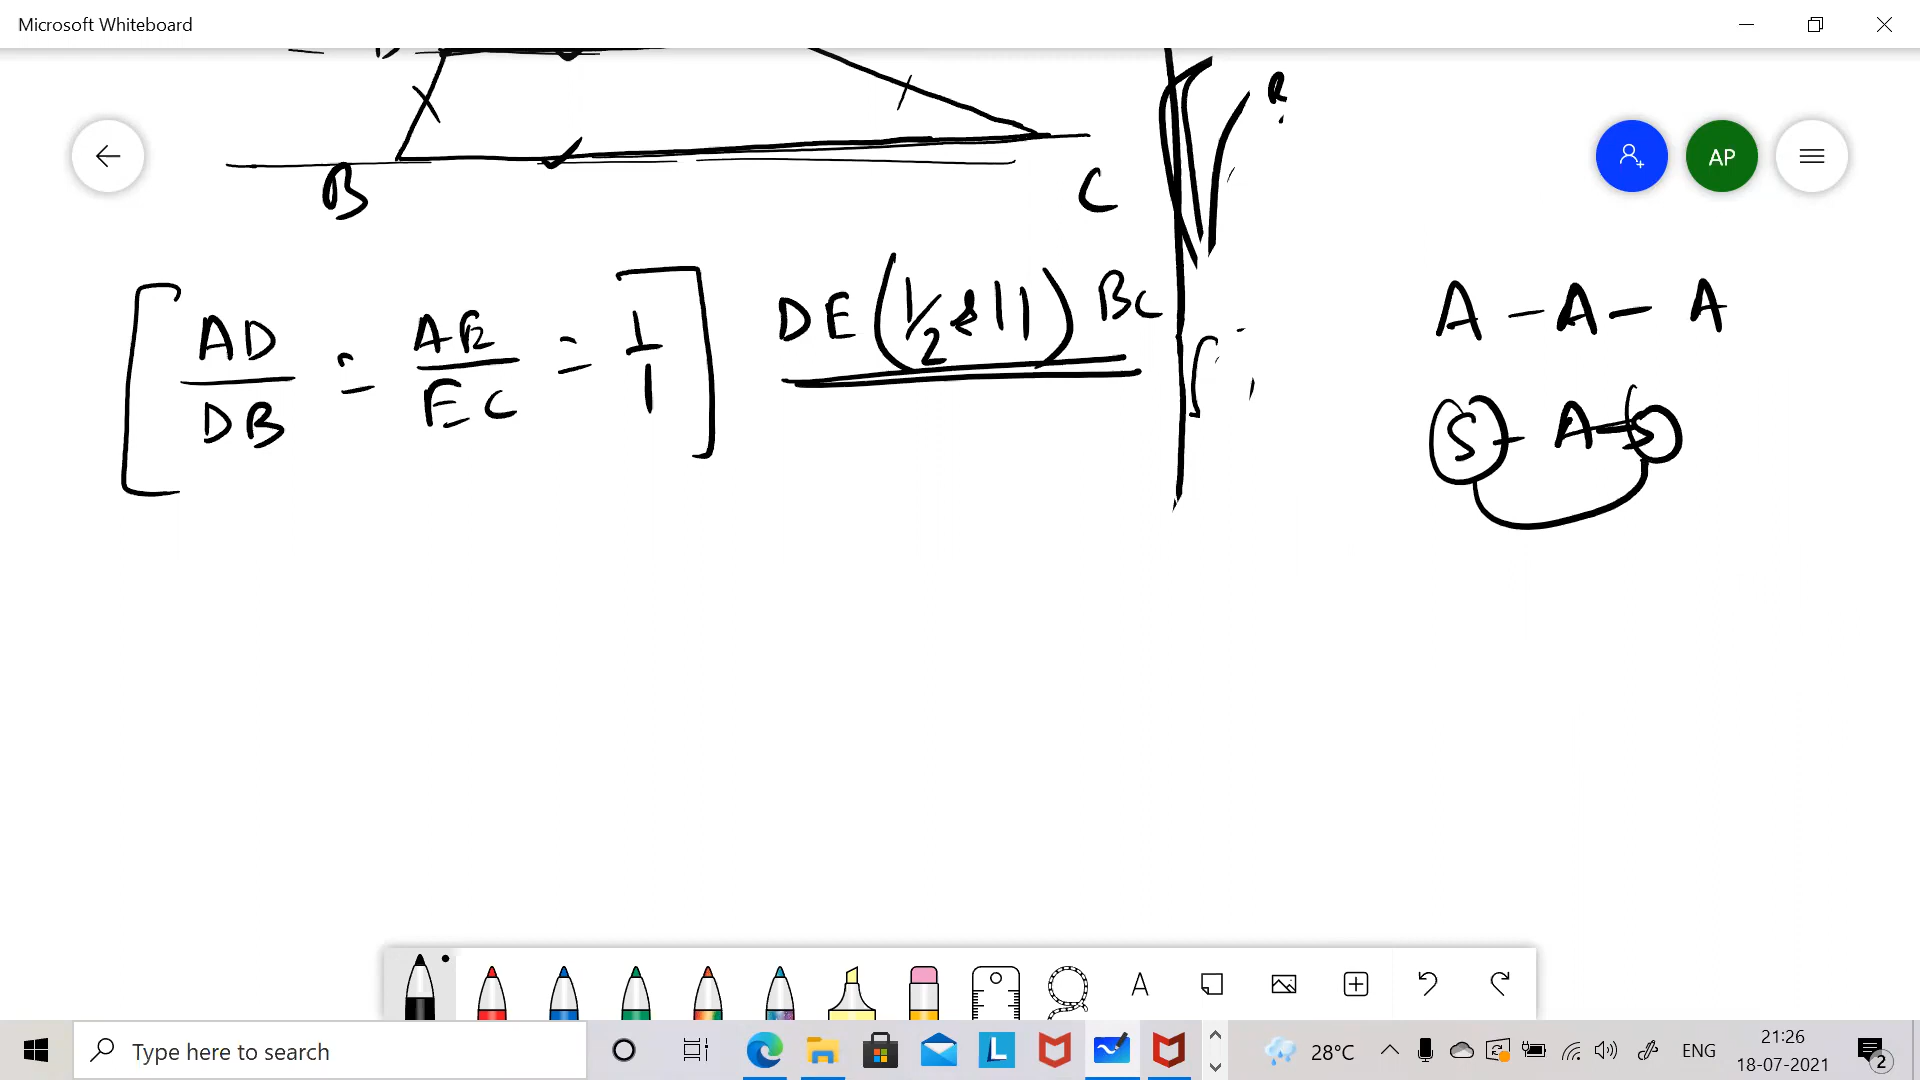 Microsoft Whiteboard
B
C
AP
AD/DB = AE/EC = 1/1
DE (1/2 & ||) BC
A - A - A
S - A - S
A
Type here to search
L
28°C
ENG
21:26
18-07-2021
2